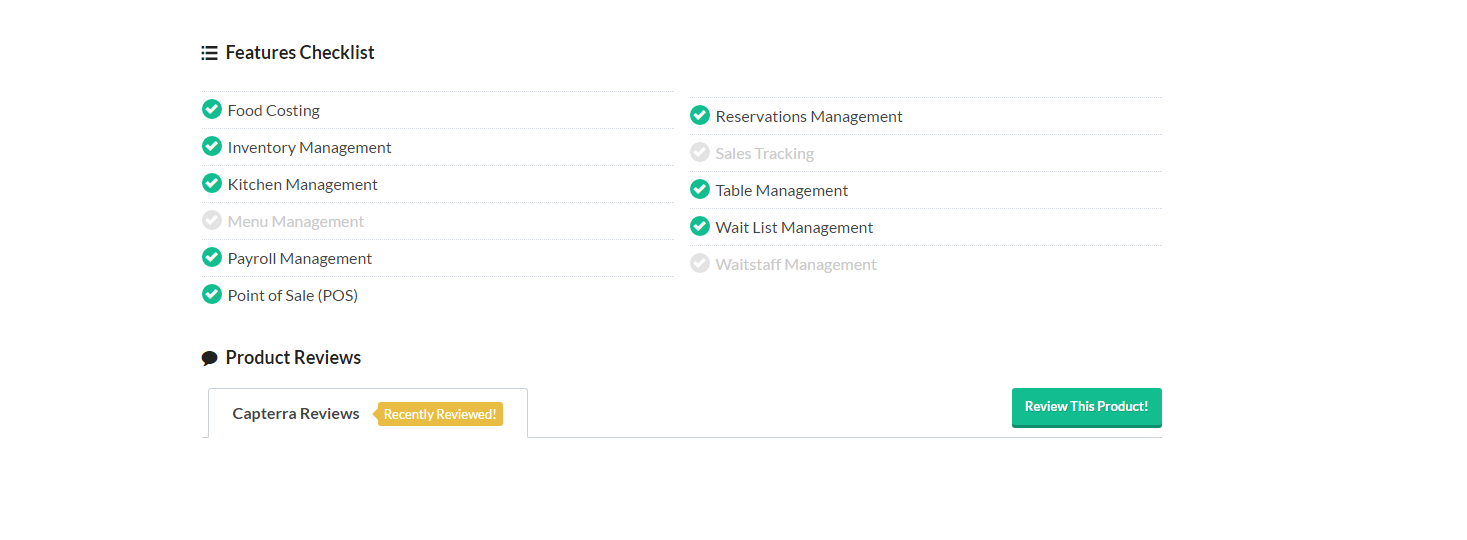 Features Checklist
Food Costing
Inventory Management
Kitchen Management
Menu Management
Payroll Management
Point of Sale (POS)
Reservations Management
Sales Tracking
Table Management
Wait List Management
Waitstaff Management
Product Reviews
Capterra Reviews Recently Reviewed!
Review This Product!